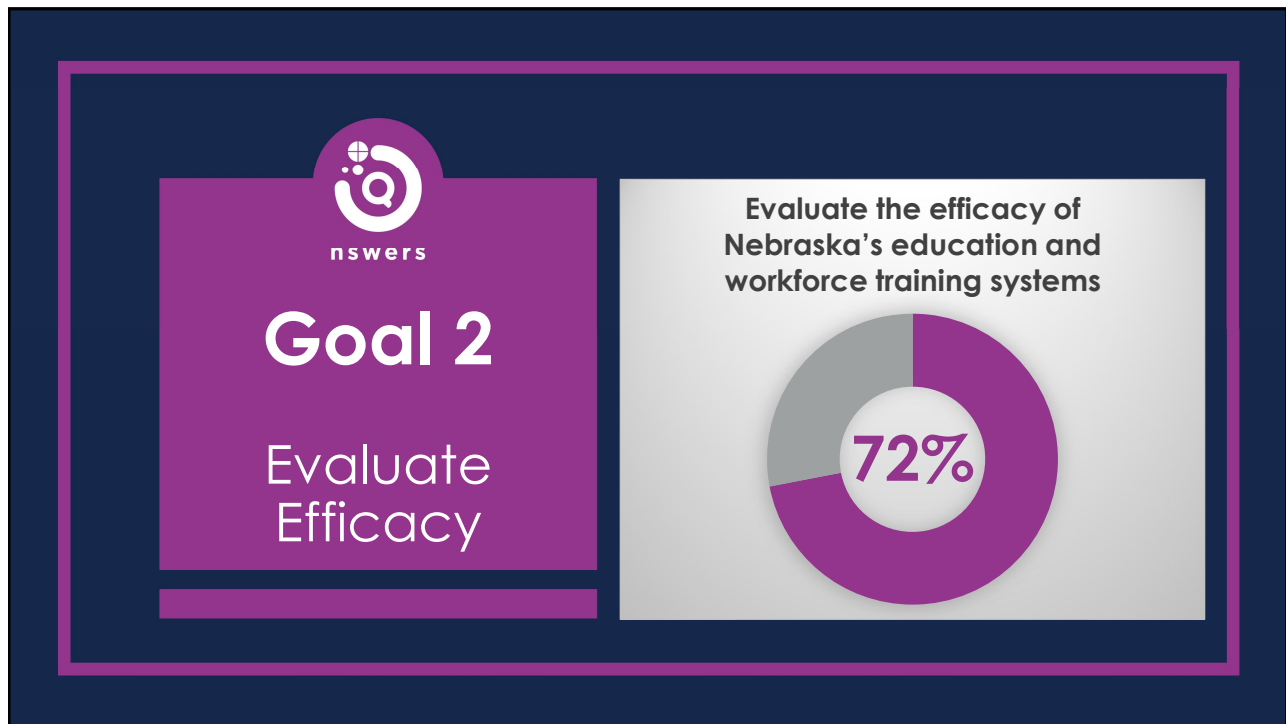 nswers
Goal 2
Evaluate
Efficacy
Evaluate the efficacy of
Nebraska’s education and
workforce training systems
72%